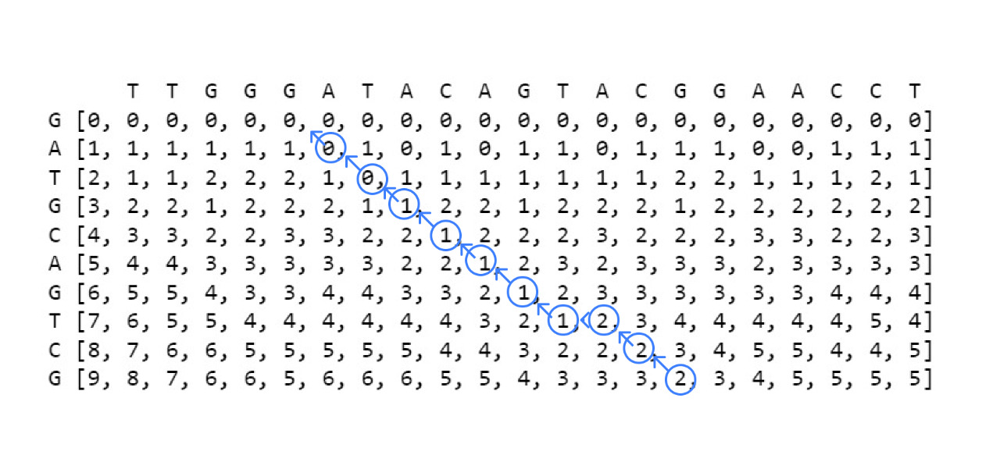 T T G G G A T A C A G T A C G G A A C C T
G [0, 0, 0, 0, 0, 0, 0, 0, 0, 0, 0, 0, 0, 0, 0, 0, 0, 0, 0, 0, 0, 0]
A [1, 1, 1, 1, 1, 1, 0, 1, 0, 1, 0, 1, 1, 0, 1, 1, 1, 0, 0, 1, 1, 1]
T [2, 1, 1, 2, 2, 2, 1, 0, 1, 1, 1, 1, 1, 1, 1, 2, 2, 1, 1, 1, 2, 1]
G [3, 2, 2, 1, 2, 2, 2, 1, 1, 2, 2, 1, 2, 2, 2, 1, 2, 2, 2, 2, 2, 2]
C [4, 3, 3, 2, 2, 3, 3, 2, 2, 1, 2, 2, 2, 3, 2, 2, 2, 3, 3, 2, 2, 3]
A [5, 4, 4, 3, 3, 3, 3, 3, 2, 2, 1, 2, 3, 2, 3, 3, 3, 2, 3, 3, 3, 3]
G [6, 5, 5, 4, 3, 3, 4, 4, 3, 3, 2, 1, 2, 3, 3, 3, 3, 3, 3, 4, 4, 4]
T [7, 6, 5, 5, 4, 4, 4, 4, 4, 4, 3, 2, 1, 2, 3, 4, 4, 4, 4, 4, 5, 4]
C [8, 7, 6, 6, 5, 5, 5, 5, 5, 4, 4, 3, 2, 2, 2, 3, 4, 5, 5, 4, 4, 5]
G [9, 8, 7, 6, 6, 5, 6, 6, 6, 5, 5, 4, 3, 3, 3, 2, 3, 4, 5, 5, 5, 5]